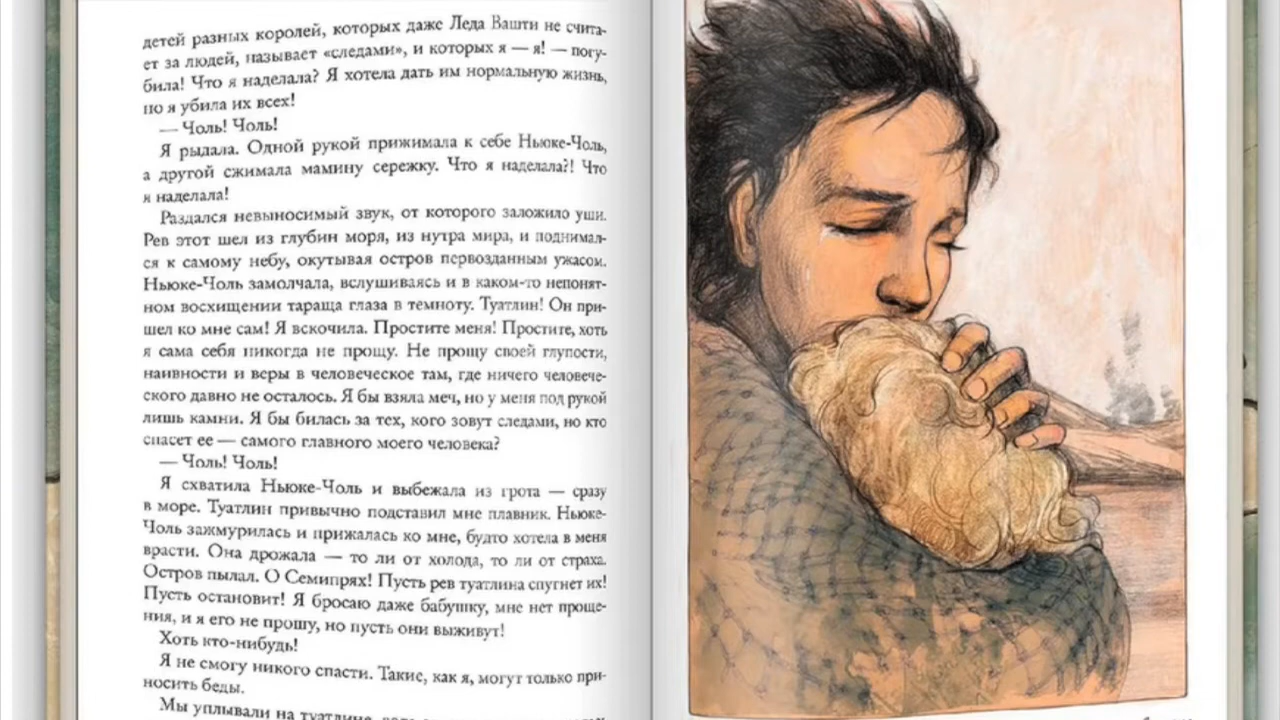 детей разных королей, которых даже Леда Вашти не счита-
ет за людей, называет «следами», и которых я — я! — погу-
била! Что я наделала? Я хотела дать им нормальную жизнь,
но я убила их всех!
— Чоль! Чоль!
Я рыдала. Одной рукой прижимала к себе Ньюке-Чоль,
а другой сжимала мамину сережку. Что я наделала?! Что
я наделала!
Раздался невыносимый звук, от которого заложило уши.
Рев этот шел из глубин моря, из нутра мира, и поднимал-
ся к самому небу, окутывая остров первозданным ужасом.
Ньюке-Чоль замолчала, вслушиваясь и в каком-то непонят-
ном восхищении тараща глаза в темноту. Туатлин! Он при-
шел ко мне сам! Я вскочила. Простите меня! Простите, хоть
я сама себя никогда не прощу. Не прощу своей глупости,
наивности и веры в человеческое там, где ничего человече-
ского давно не осталось. Я бы взяла меч, но у меня под рукой
лишь камни. Я бы билась за тех, кого зовут следами, но кто
спасет ее — самого главного моего человека?
— Чоль! Чоль!
Я схватила Ньюке-Чоль и выбежала из грота — сразу
в море. Туатлин привычно подставил мне плавник. Ньюке-
Чоль зажмурилась и прижалась ко мне, будто хотела в меня
врасти. Она дрожала — то ли от холода, то ли от страха.
Остров пылал. О Семипрях! Пусть рев туатлина спугнет их!
Пусть остановит! Я бросаю даже бабушку, мне нет проще-
ния, и я его не прошу, но пусть они выживут!
Хоть кто-нибудь!
Я не смогу никого спасти. Такие, как я, могут только при-
носить беды.
Мы уплывали на туатлине,